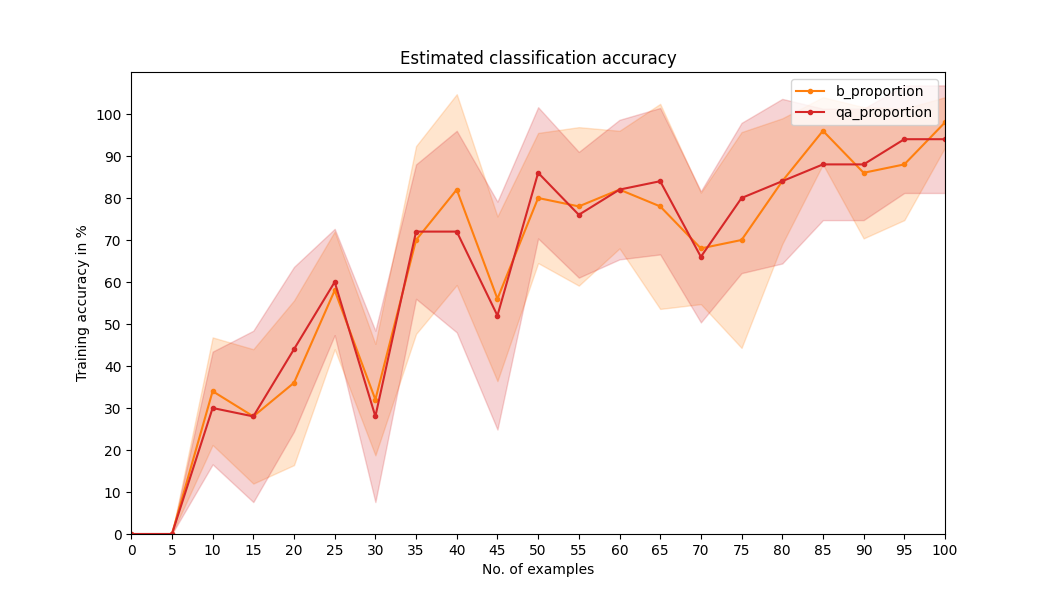 Estimated classification accuracy
b_proportion
qa_proportion
Training accuracy in %
100
90
80
70
60
50
40
30
20
10
0
0 5 10 15 20 25 30 35 40 45 50 55 60 65 70 75 80 85 90 95 100
No. of examples